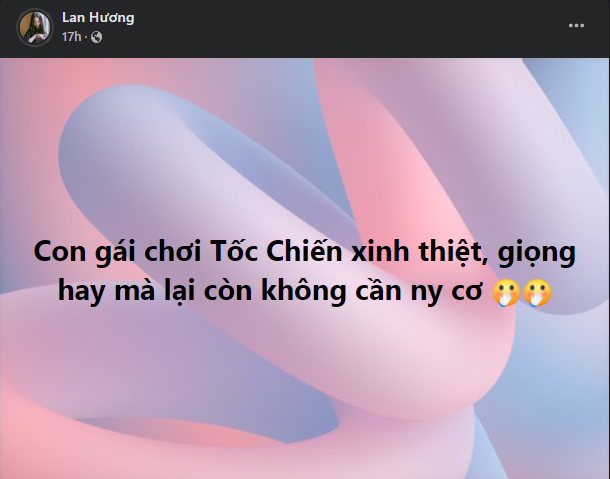 Lan Hương
17h ·
Con gái chơi Tốc Chiến xinh thiệt, giọng
hay mà lại còn không cần ny cơ 🫢🫢